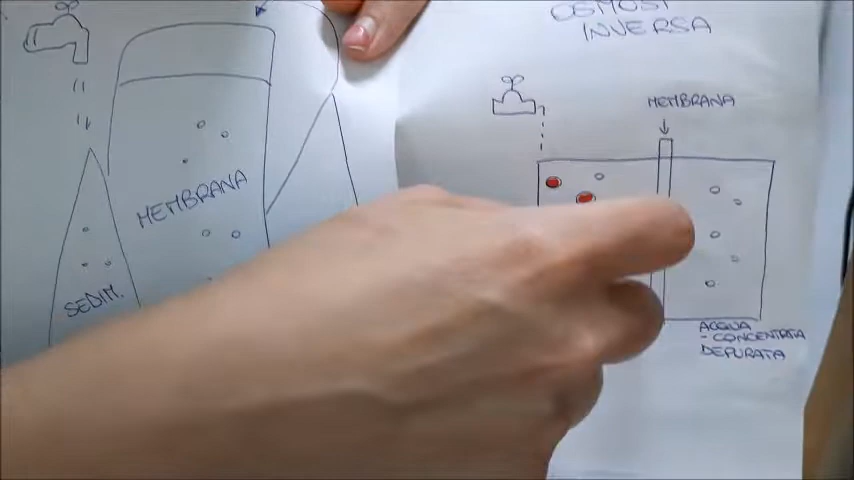 OSMOSI
INVERSA
MEMBRANA
MEMBRANA
SEDIM.
ACQUA
- CONCENTRATA
DEPURATA